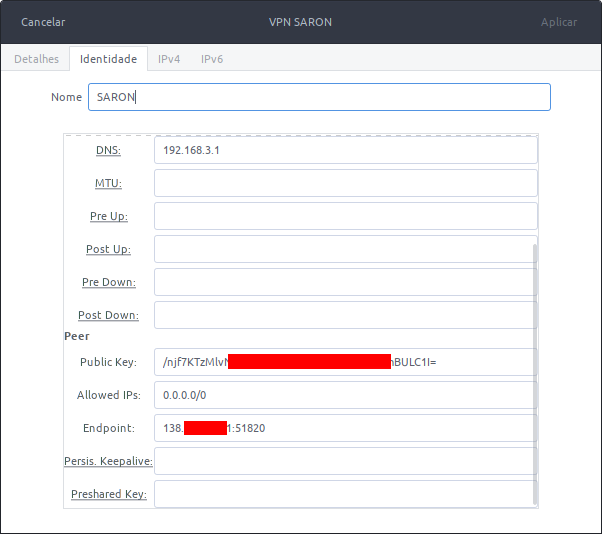 Cancelar VPN SARON Aplicar
Detalhes Identidade IPv4 IPv6
Nome SARON
DNS: 192.168.3.1
MTU:
Pre Up:
Post Up:
Pre Down:
Post Down:
Peer
Public Key: /njf7KTzMlv BULC1I=
Allowed IPs: 0.0.0.0/0
Endpoint: 138. 1:51820
Persis. Keepalive:
Preshared Key: